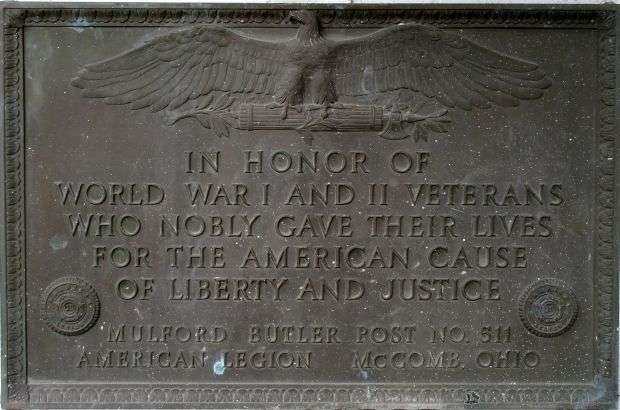 IN HONOR OF
WORLD WAR I AND II VETERANS
WHO NOBLY GAVE THEIR LIVES
FOR THE AMERICAN CAUSE
OF LIBERTY AND JUSTICE
MULFORD BUTLER POST NO. 511
AMERICAN LEGION MCCOMB, OHIO